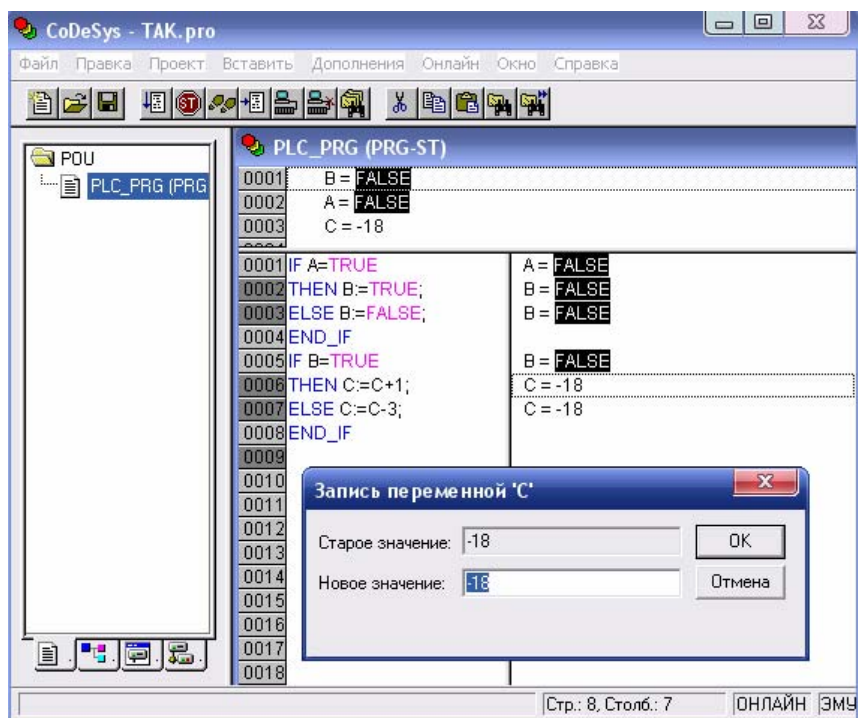 CoDeSys - TAK.pro
Файл Правка Проект Вставить Дополнения Онлайн Окно Справка
ST
POU
PLC_PRG (PRG
PLC_PRG (PRG-ST)
0001 B = FALSE
0002 A = FALSE
0003 C = -18
0001 IF A=TRUE A = FALSE
0002 THEN B:=TRUE; B = FALSE
0003 ELSE B:=FALSE; B = FALSE
0004 END_IF
0005 IF B=TRUE B = FALSE
0006 THEN C:=C+1; C = -18
0007 ELSE C:=C-3; C = -18
0008 END_IF
0009
0010
0011
0012
0013
0014
0015
0016
0017
0018
Запись переменной 'C'
Старое значение: -18 OK
Новое значение: -18 Отмена
Стр.: 8, Столб.: 7 ОНЛАЙН ЭМУ